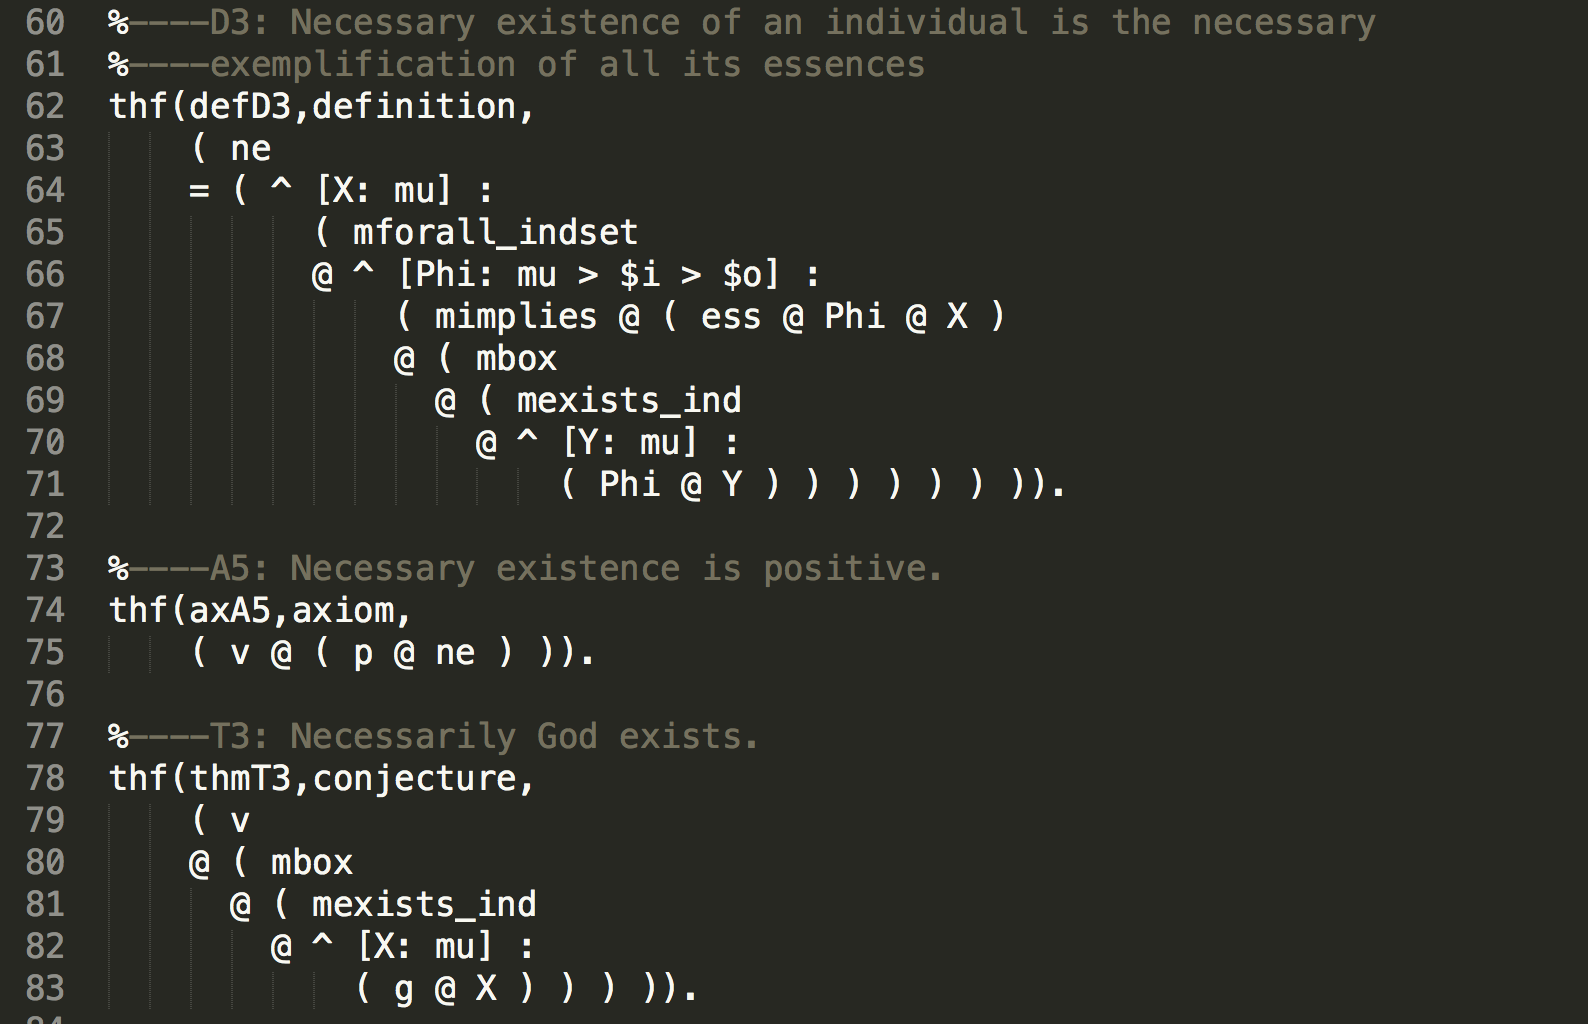 60 %----D3: Necessary existence of an individual is the necessary
61 %----exemplification of all its essences
62 thf(defD3,definition,
63 ( ne
64 = ( ^ [X: mu] :
65 ( mforall_indset
66 @ ^ [Phi: mu > $i > $o] :
67 ( mimplies @ ( ess @ Phi @ X )
68 @ ( mbox
69 @ ( mexists_ind
70 @ ^ [Y: mu] :
71 ( Phi @ Y ) ) ) ) ) ) )).
72
73 %----A5: Necessary existence is positive.
74 thf(axA5,axiom,
75 ( v @ ( p @ ne ) )).
76
77 %----T3: Necessarily God exists.
78 thf(thmT3,conjecture,
79 ( v
80 @ ( mbox
81 @ ( mexists_ind
82 @ ^ [X: mu] :
83 ( g @ X ) ) ) )).
84